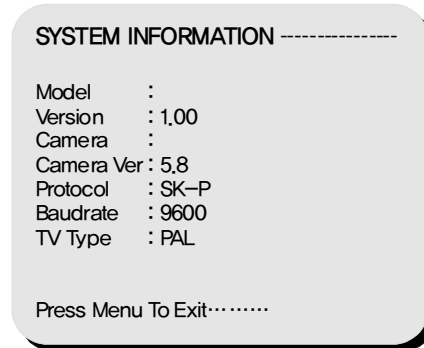 SYSTEM INFORMATION ----------------
Model :
Version : 1.00
Camera :
Camera Ver : 5.8
Protocol : SK-P
Baudrate : 9600
TV Type : PAL
Press Menu To Exit………